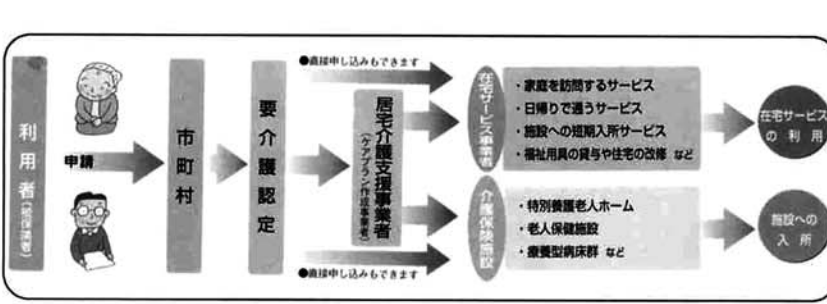 利用者(被保険者)
申請
市町村
要介護認定
●直接申し込みもできます
居宅介護支援事業者
(ケアプラン作成事業者)
●直接申し込みもできます
在宅サービス事業者
・家庭を訪問するサービス
・日帰りで通うサービス
・施設への短期入所サービス
・福祉用具の貸与や住宅の改修 など
在宅サービス
の利用
介護保険施設
・特別養護老人ホーム
・老人保健施設
・療養型病床群 など
施設への
入所